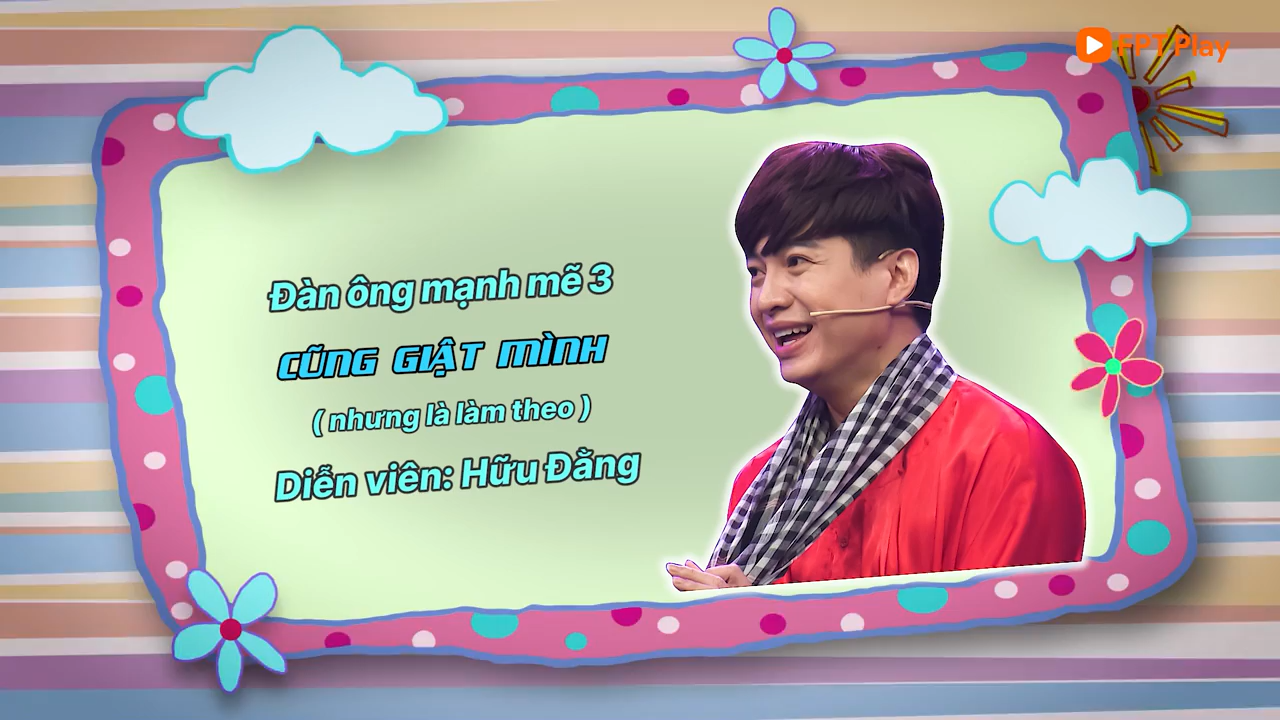 FPT Play
Đàn ông mạnh mẽ 3
CŨNG GIẬT MÌNH
( nhưng là làm theo )
Diễn viên: Hữu Đằng